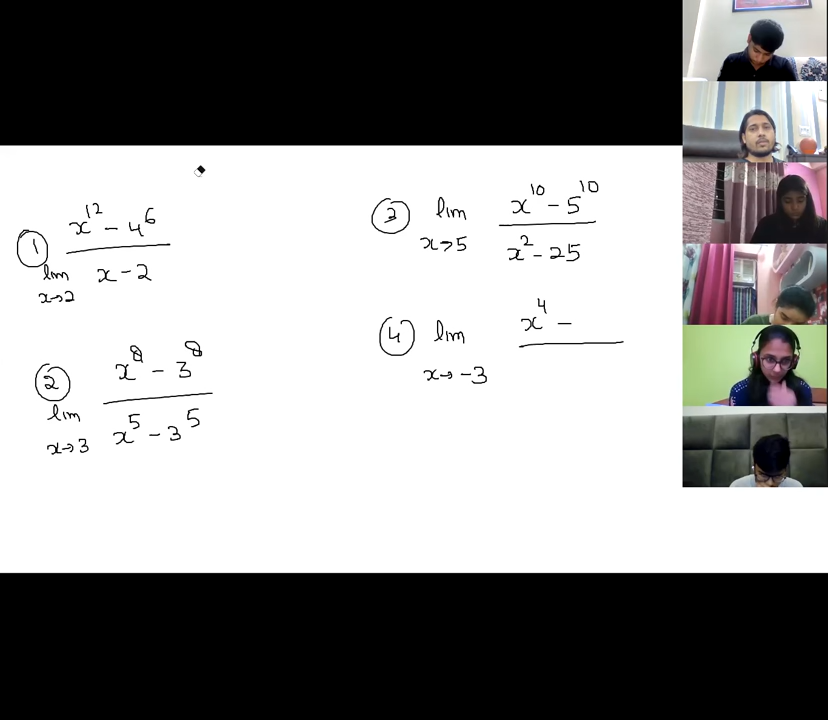 ① lim x→2 (x^12 - 4^6) / (x - 2)
② lim x→3 (x^8 - 3^8) / (x^5 - 3^5)
③ lim x→5 (x^10 - 5^10) / (x^2 - 25)
④ lim x→-3 x^4 -